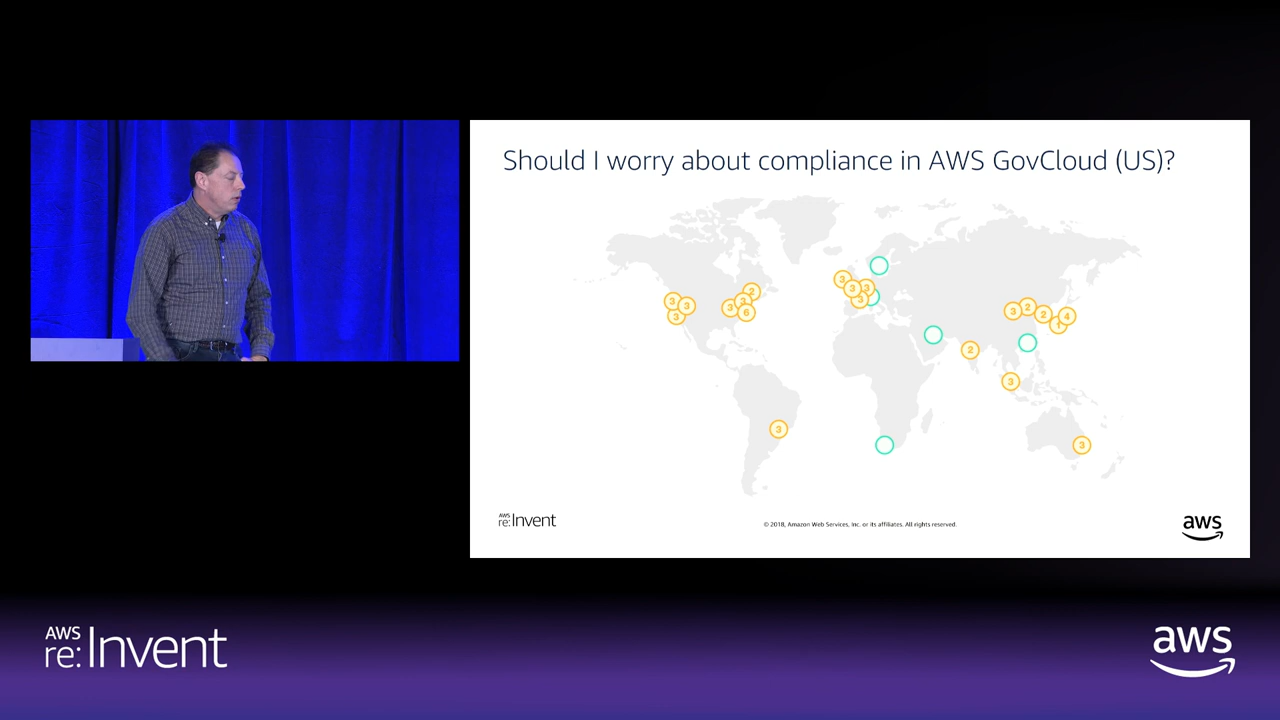 Should I worry about compliance in AWS GovCloud (US)?
3
3
3
2
3
6
3
3
3
3
3
3
2
2
1
4
2
3
3
3
AWS
re:Invent
© 2018, Amazon Web Services, Inc. or its affiliates. All rights reserved.
aws
AWS
re:Invent
aws